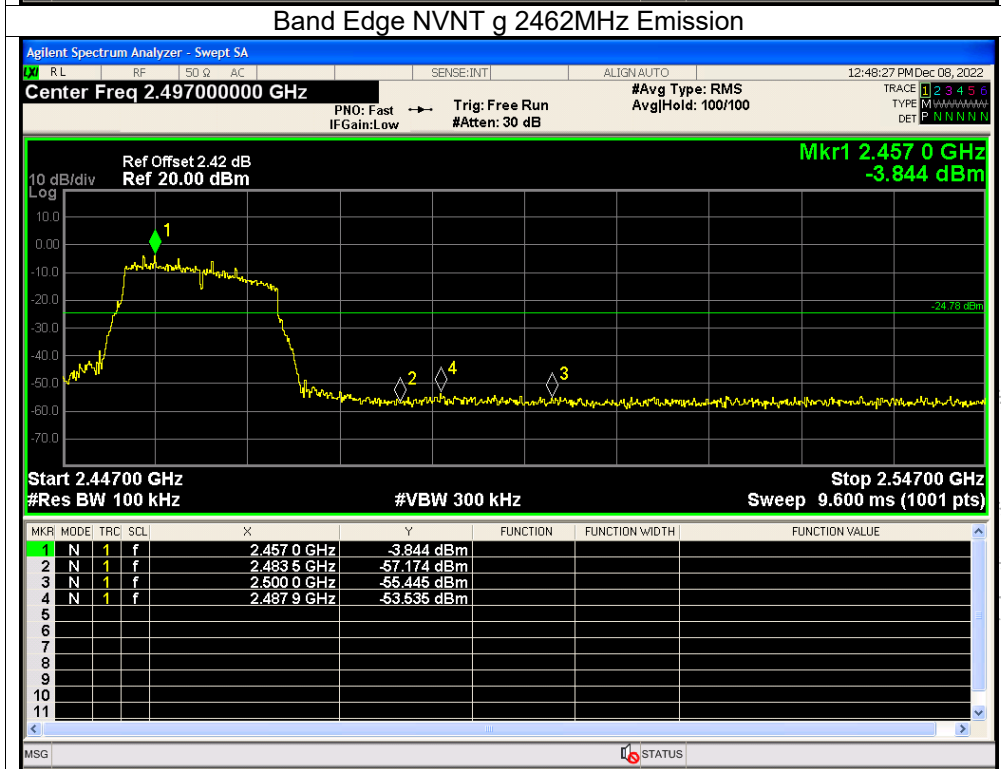 Band Edge NVNT g 2462MHz Emission
Agilent Spectrum Analyzer - Swept SA
LXI RL RF 50 Ω AC SENSE:INT ALIGN AUTO 12:48:27 PM Dec 08, 2022
Center Freq 2.497000000 GHz #Avg Type: RMS TRACE 1 2 3 4 5 6
PNO: Fast Trig: Free Run Avg|Hold: 100/100 TYPE M
IFGain:Low #Atten: 30 dB DET P N N N N N
Mkr1 2.457 0 GHz
-3.844 dBm
Ref Offset 2.42 dB
10 dB/div Ref 20.00 dBm
Log
10.0
0.00
-10.0
-20.0
-30.0
-40.0
-50.0
-60.0
-70.0
1
-24.78 dBm
2
4
3
Start 2.44700 GHz Stop 2.54700 GHz
#Res BW 100 kHz #VBW 300 kHz Sweep 9.600 ms (1001 pts)
MKR MODE TRC SCL X Y FUNCTION FUNCTION WIDTH FUNCTION VALUE
1 N 1 f 2.457 0 GHz -3.844 dBm
2 N 1 f 2.483 5 GHz -57.174 dBm
3 N 1 f 2.500 0 GHz -55.445 dBm
4 N 1 f 2.487 9 GHz -53.535 dBm
5
6
7
8
9
10
11
MSG STATUS